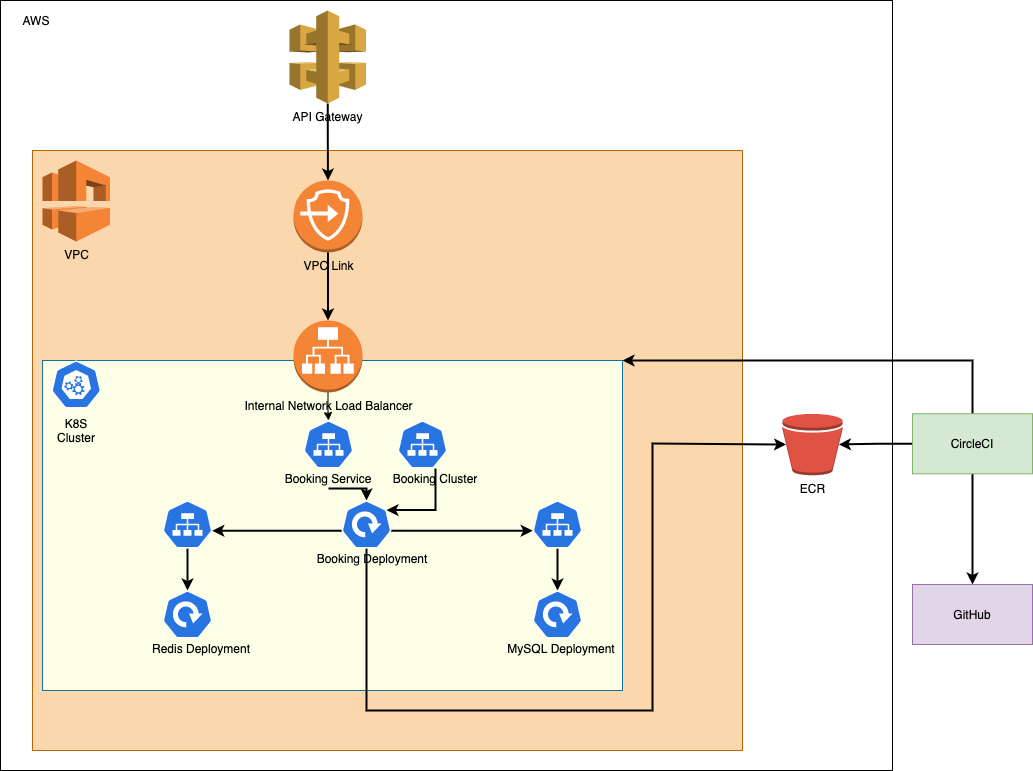 AWS
API Gateway
VPC
VPC Link
Internal Network Load Balancer
K8S
Cluster
Booking Service
Booking Cluster
CircleCI
ECR
Booking Deployment
GitHub
Redis Deployment
MySQL Deployment